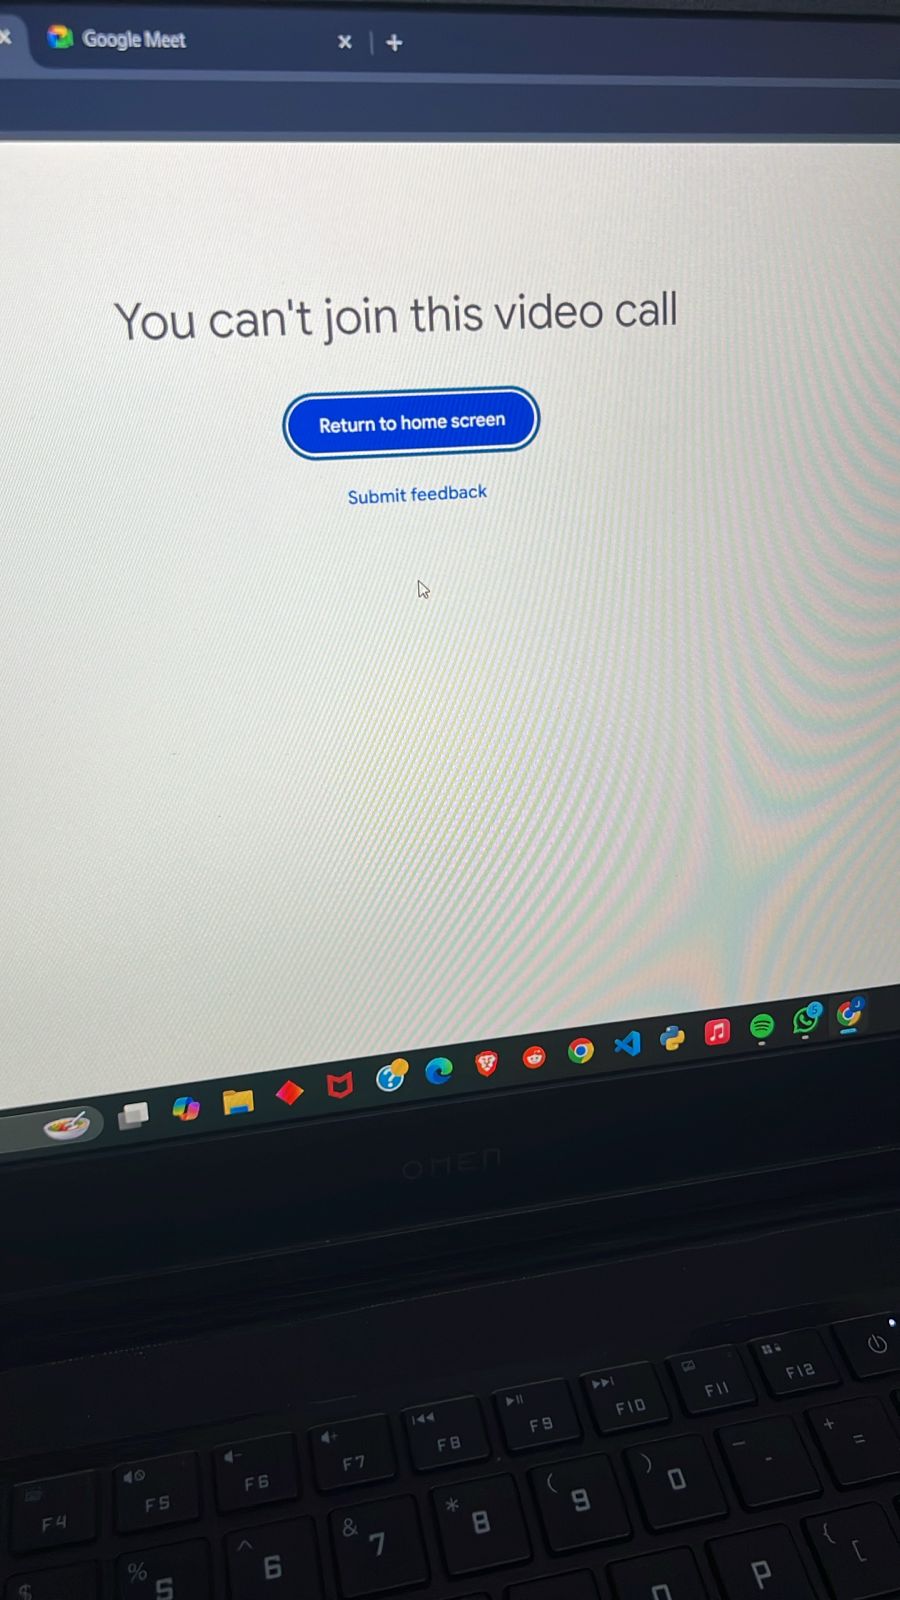 Google Meet
You can't join this video call
Return to home screen
Submit feedback
5
J
OMEN
F4
F5
F6
F7
F8
F9
F10
F11
F12
$
%
5
^
6
&
7
*
8
(
9
)
0
-
+
=
P
{
[